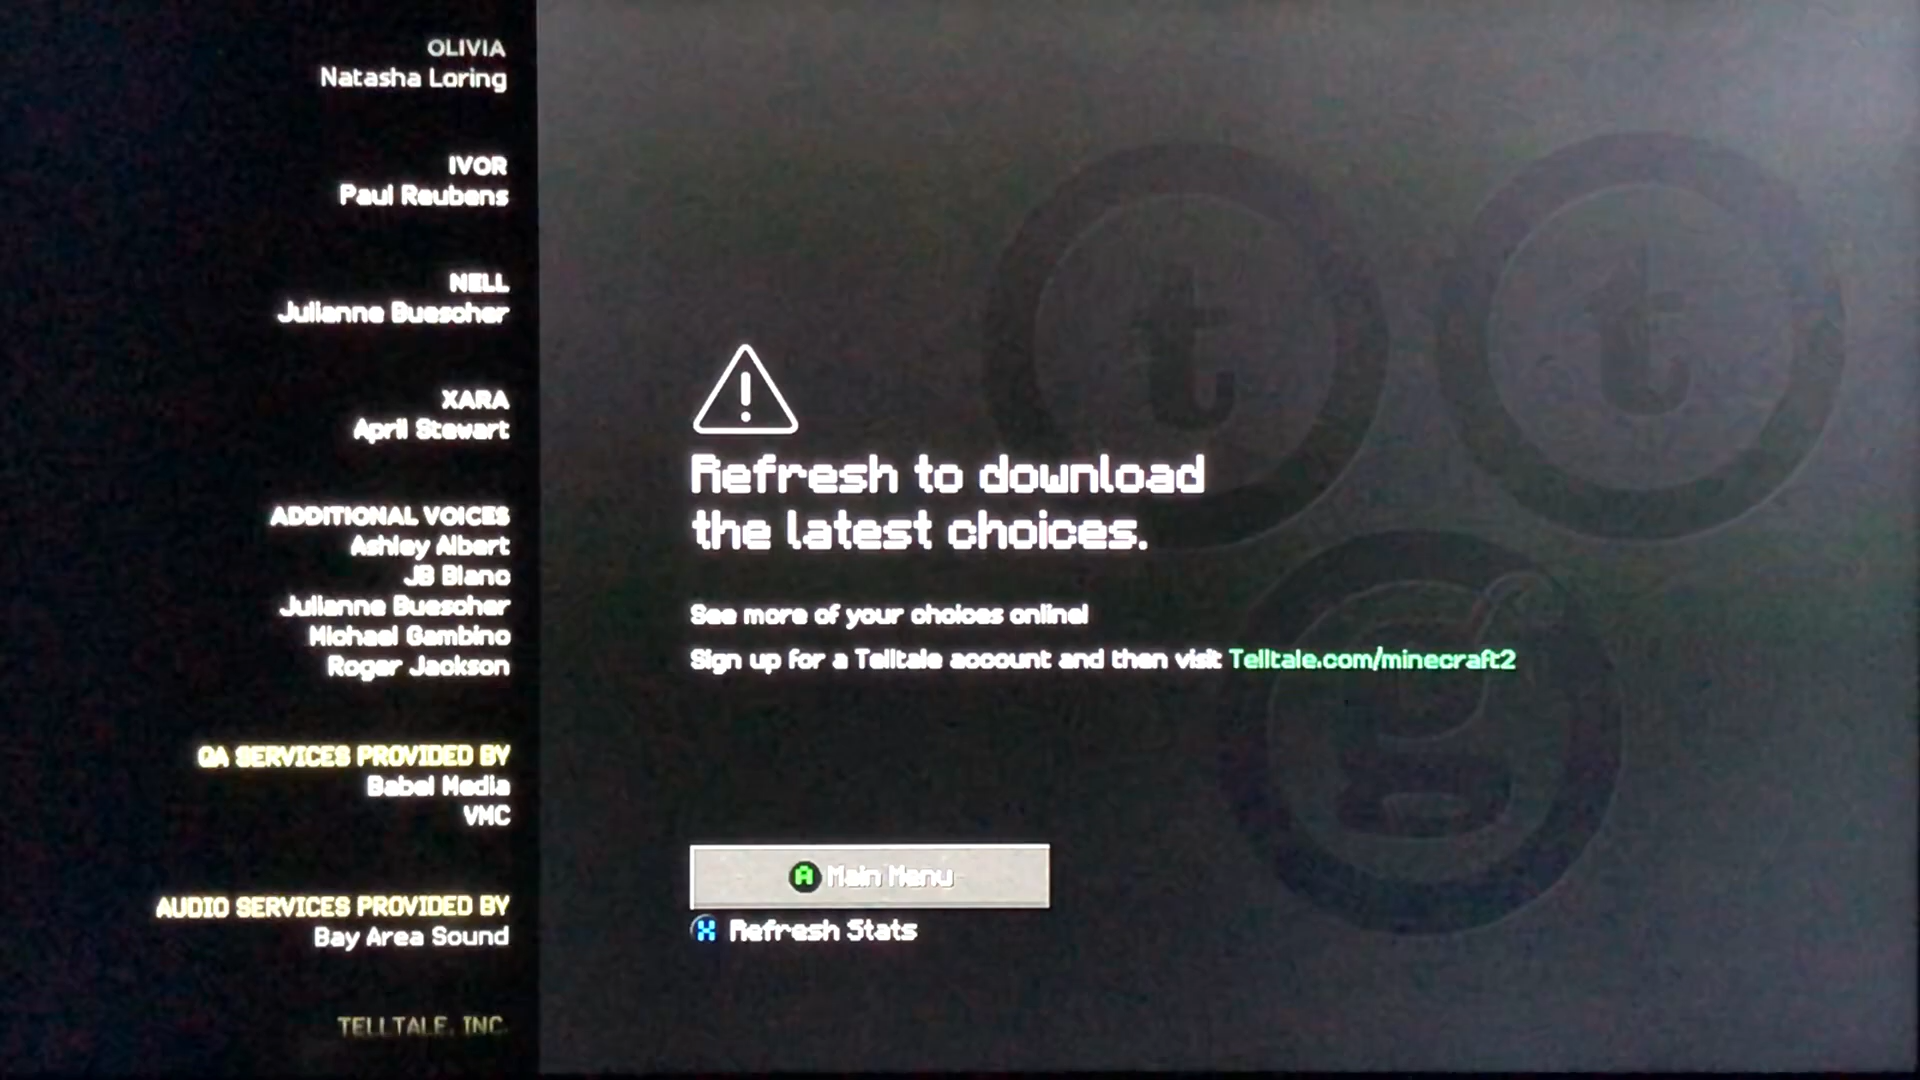 OLIVIA
Natasha Loring
IVOR
Paul Reubens
NELL
Julianne Buescher
XARA
April Stewart
ADDITIONAL VOICES
Ashley Albert
JB Blanc
Julianne Buescher
Michael Gambino
Roger Jackson
QA SERVICES PROVIDED BY
Babel Media
VMC
AUDIO SERVICES PROVIDED BY
Bay Area Sound
TELLTALE, INC.
t t
g
!
Refresh to download
the latest choices.
See more of your choices online!
Sign up for a Telltale account and then visit Telltale.com/minecraft2
A Main Menu
X Refresh Stats